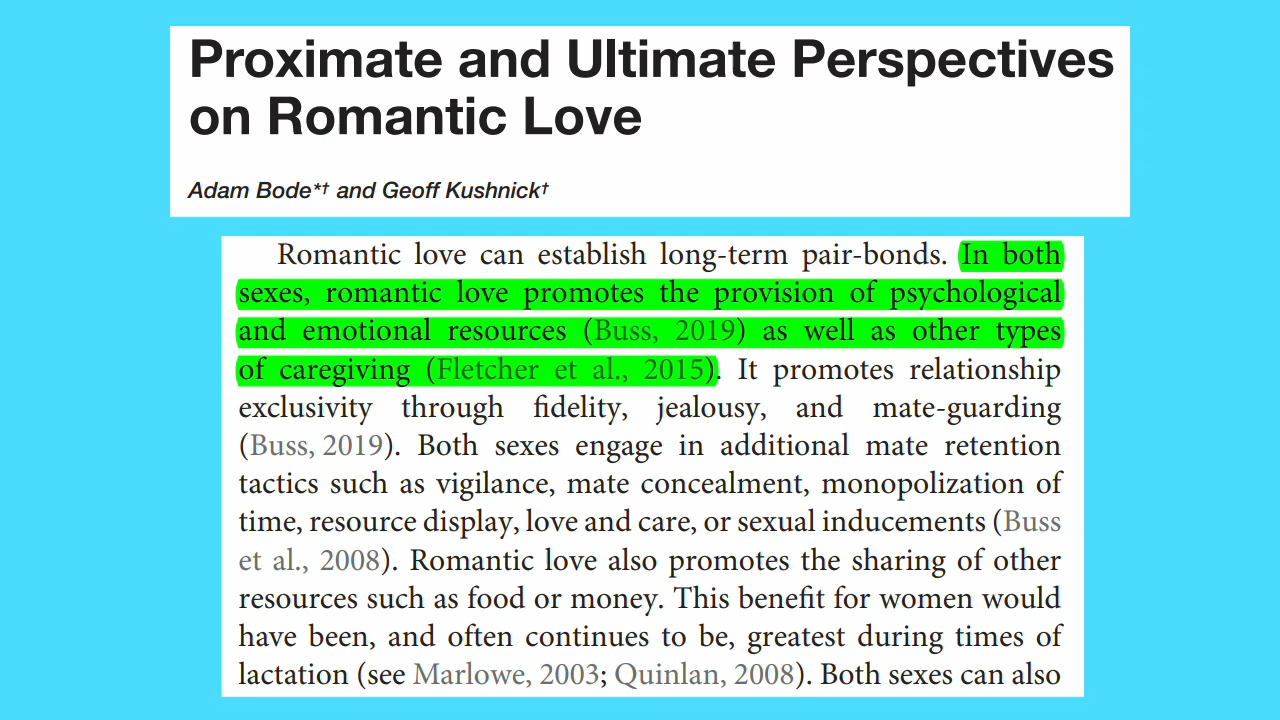 Proximate and Ultimate Perspectives
on Romantic Love
Adam Bode*† and Geoff Kushnick†
Romantic love can establish long-term pair-bonds. In both
sexes, romantic love promotes the provision of psychological
and emotional resources (Buss, 2019) as well as other types
of caregiving (Fletcher et al., 2015). It promotes relationship
exclusivity through fidelity, jealousy, and mate-guarding
(Buss, 2019). Both sexes engage in additional mate retention
tactics such as vigilance, mate concealment, monopolization of
time, resource display, love and care, or sexual inducements (Buss
et al., 2008). Romantic love also promotes the sharing of other
resources such as food or money. This benefit for women would
have been, and often continues to be, greatest during times of
lactation (see Marlowe, 2003; Quinlan, 2008). Both sexes can also